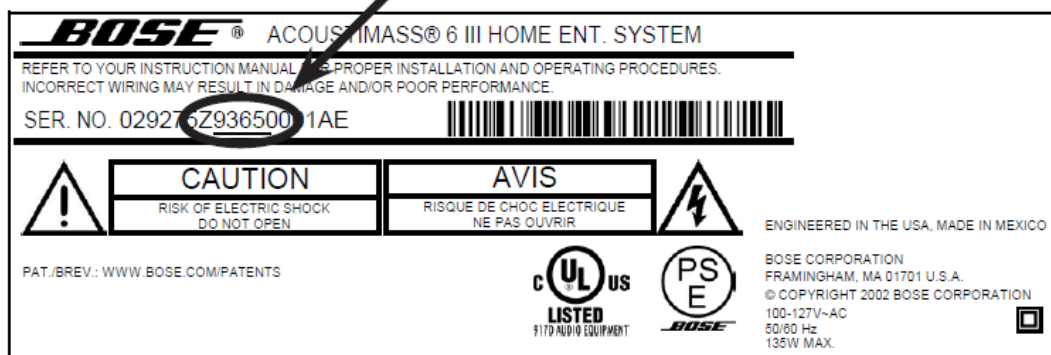 BOSE ® ACOUSTIMASS® 6 III HOME ENT. SYSTEM
REFER TO YOUR INSTRUCTION MANUAL FOR PROPER INSTALLATION AND OPERATING PROCEDURES.
INCORRECT WIRING MAY RESULT IN DAMAGE AND/OR POOR PERFORMANCE.
SER. NO.
CAUTION
RISK OF ELECTRIC SHOCK
DO NOT OPEN
AVIS
RISQUE DE CHOC ELECTRIQUE
NE PAS OUVRIR
PAT./BREV.: WWW.BOSE.COM/PATENTS
C UL ® US
LISTED
917D AUDIO EQUIPMENT
PS
E
BOSE
ENGINEERED IN THE USA, MADE IN MEXICO
BOSE CORPORATION
FRAMINGHAM, MA 01701 U.S.A.
© COPYRIGHT 2002 BOSE CORPORATION
100-127V~AC
50/60 Hz
135W MAX.